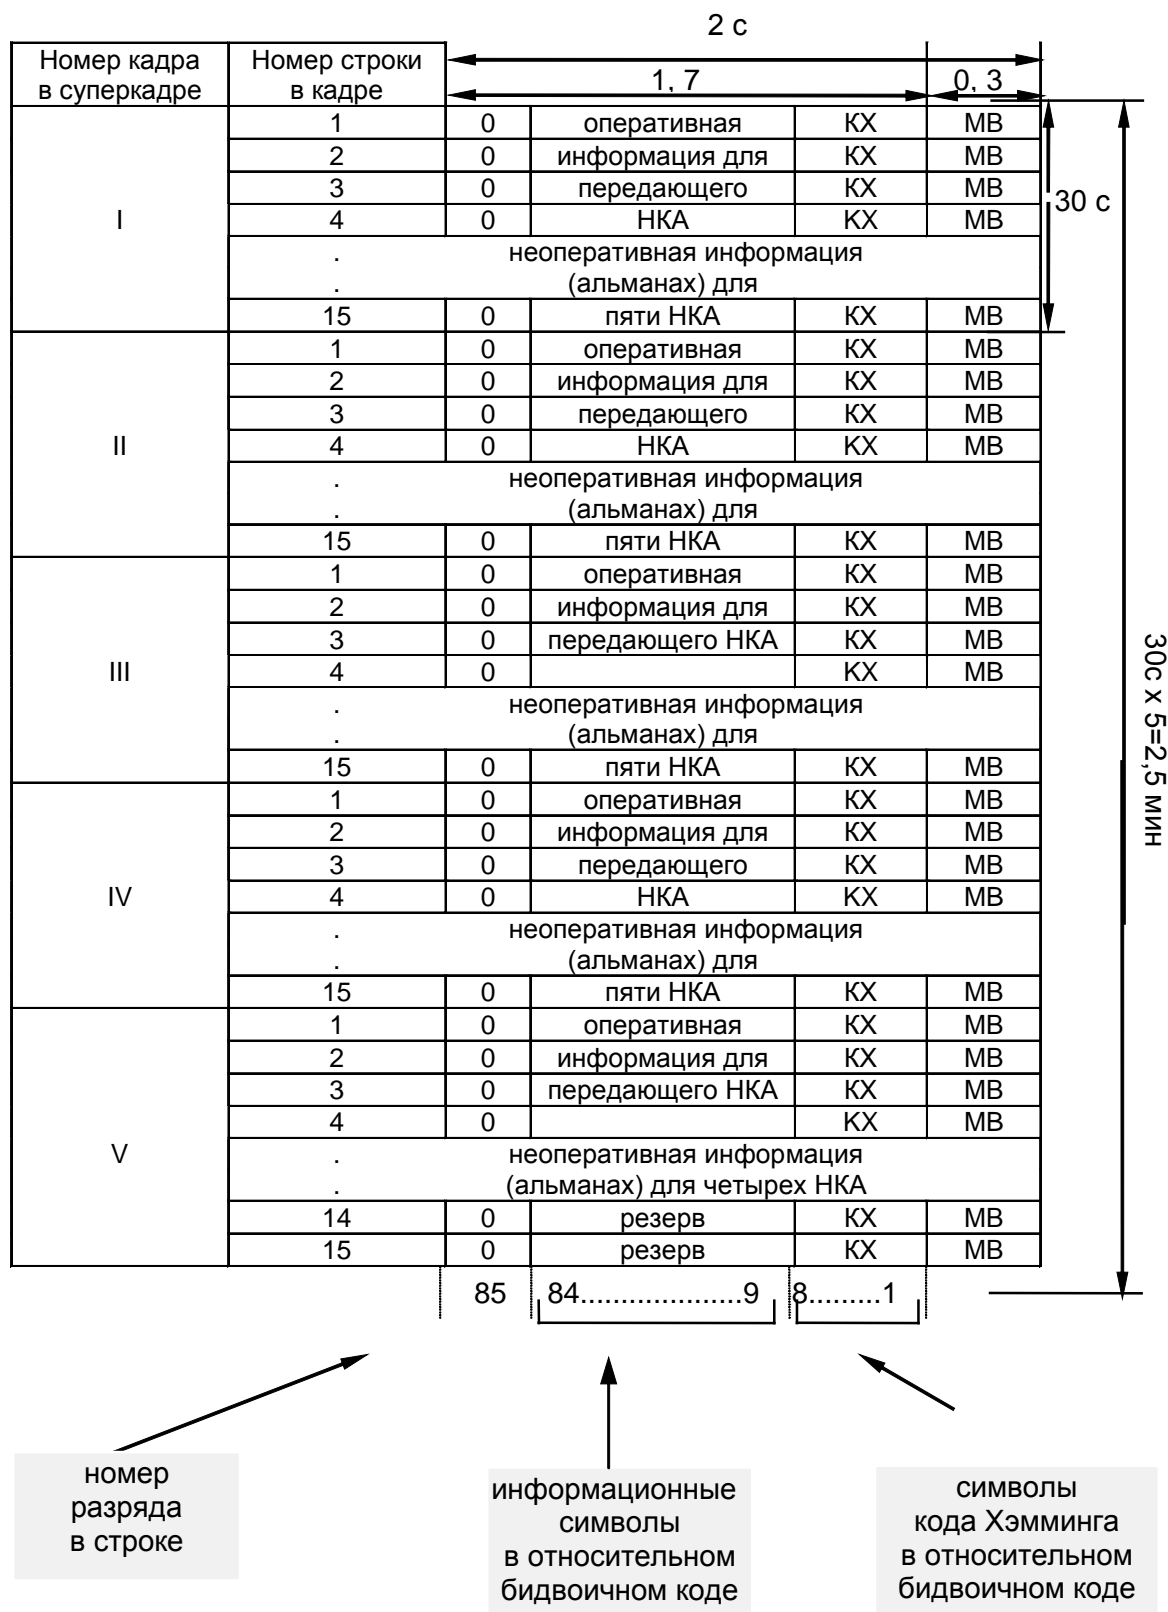 2 с
Номер кадра в суперкадре Номер строки в кадре 1, 7 0, 3
I
1 0 оперативная КХ МВ
2 0 информация для КХ МВ
3 0 передающего КХ МВ
4 0 НКА КХ МВ
. неоперативная информация
. (альманах) для
15 0 пяти НКА КХ МВ
30 с
II
1 0 оперативная КХ МВ
2 0 информация для КХ МВ
3 0 передающего КХ МВ
4 0 НКА КХ МВ
. неоперативная информация
. (альманах) для
15 0 пяти НКА КХ МВ
III
1 0 оперативная КХ МВ
2 0 информация для КХ МВ
3 0 передающего НКА КХ МВ
4 0 КХ МВ
. неоперативная информация
. (альманах) для
15 0 пяти НКА КХ МВ
30с х 5=2,5 мин
IV
1 0 оперативная КХ МВ
2 0 информация для КХ МВ
3 0 передающего КХ МВ
4 0 НКА КХ МВ
. неоперативная информация
. (альманах) для
15 0 пяти НКА КХ МВ
V
1 0 оперативная КХ МВ
2 0 информация для КХ МВ
3 0 передающего НКА КХ МВ
4 0 КХ МВ
. неоперативная информация
. (альманах) для четырех НКА
14 0 резерв КХ МВ
15 0 резерв КХ МВ
85 84....................9 8.........1
номер
разряда
в строке
информационные
символы
в относительном
бидвоичном коде
символы
кода Хэмминга
в относительном
бидвоичном коде